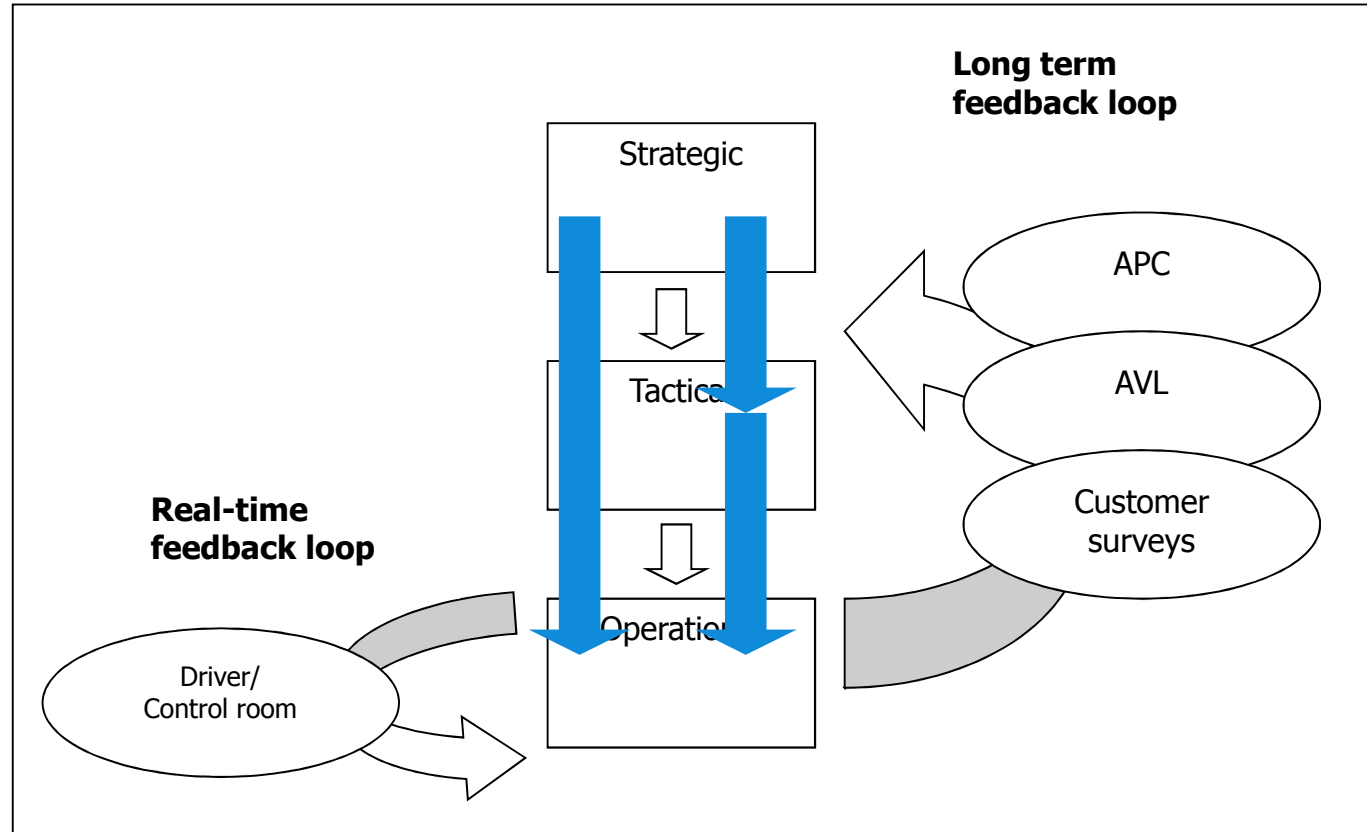 Long term
feedback loop
Strategic
APC
Tactica
AVL
Real-time
feedback loop
Customer
surveys
Operation
Driver/
Control room